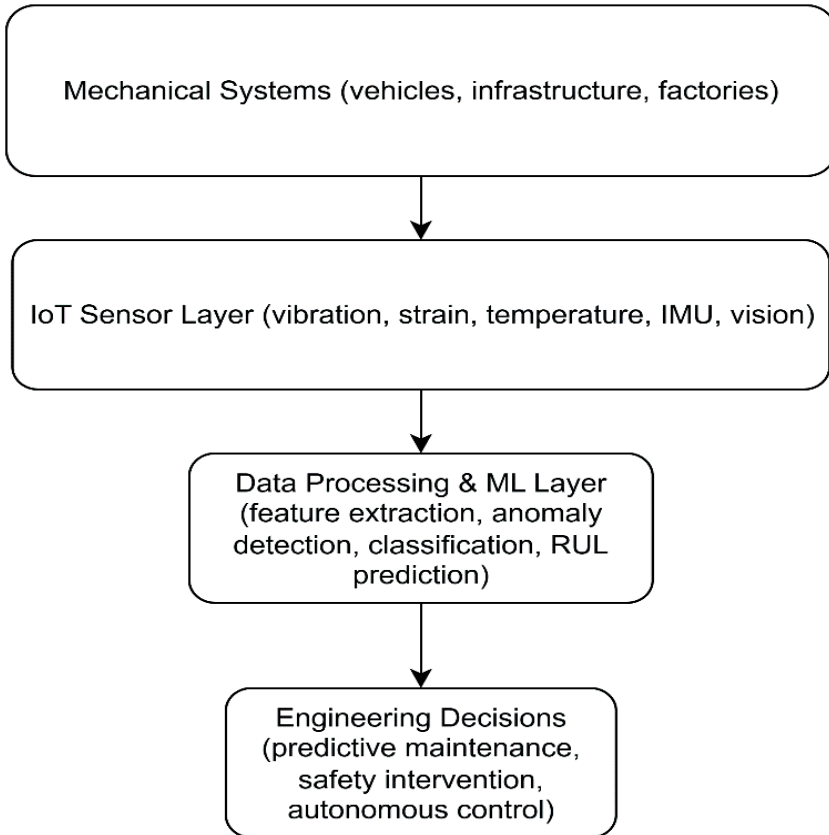 Mechanical Systems (vehicles, infrastructure, factories)
IoT Sensor Layer (vibration, strain, temperature, IMU, vision)
Data Processing & ML Layer
(feature extraction, anomaly
detection, classification, RUL
prediction)
Engineering Decisions
(predictive maintenance,
safety intervention,
autonomous control)